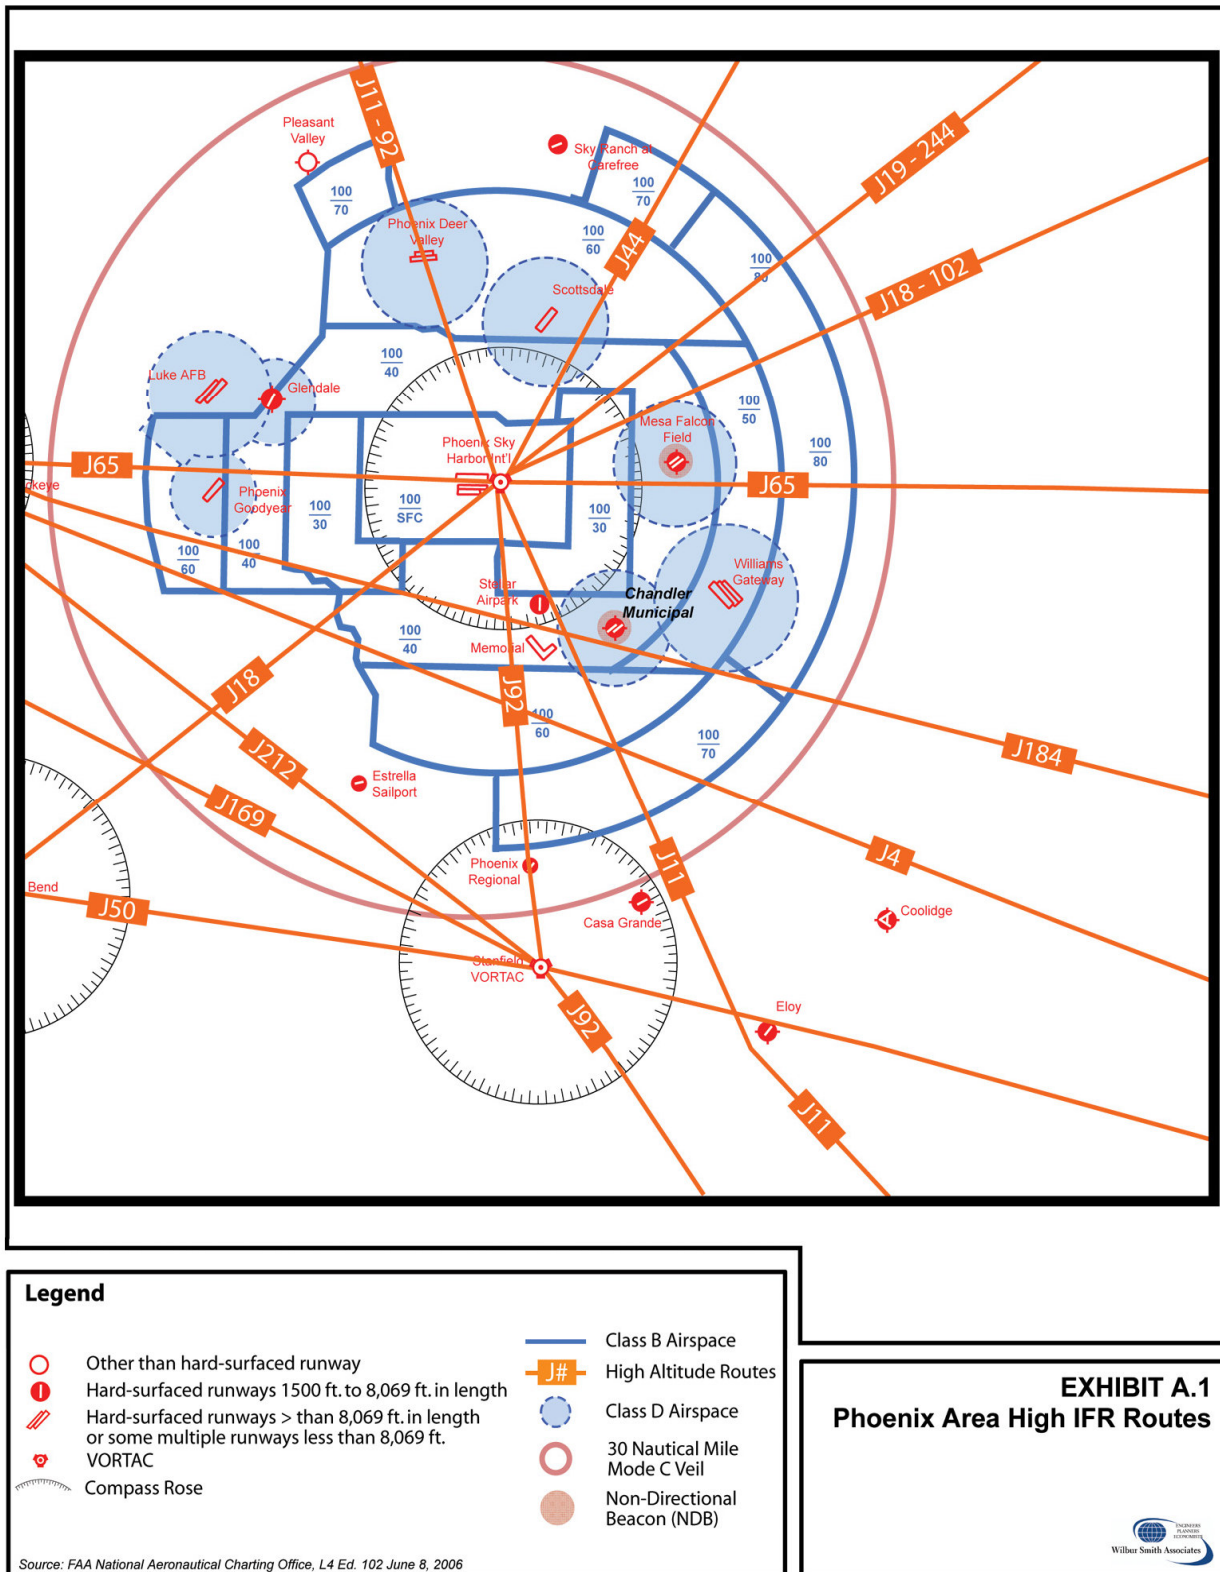 J11 - 92
Pleasant
Valley
Sky Ranch at
Carefree
J19 - 244
100
70
100
70
Phoenix Deer
Valley
100
60
J44
100
80
J18 - 102
Scottsdale
100
40
Luke AFB
Glendale
100
50
Mesa Falcon
Field
100
80
Phoenix Sky
Harbor Int'l
J65
J65
ckeye
Phoenix
Goodyear
100
30
100
SFC
100
30
100
60
100
40
Williams
Gateway
Stellar
Airpark
Chandler
Municipal
100
40
Memorial
J18
J92
100
60
100
70
J184
J212
Estrella
Sailport
J169
J4
J11
Phoenix
Regional
Bend
J50
Casa Grande
Coolidge
Stanfield
VORTAC
J92
Eloy
J11
Legend
Other than hard-surfaced runway
Hard-surfaced runways 1500 ft. to 8,069 ft. in length
Hard-surfaced runways > than 8,069 ft. in length
or some multiple runways less than 8,069 ft.
VORTAC
Compass Rose
Class B Airspace
J#
High Altitude Routes
Class D Airspace
30 Nautical Mile
Mode C Veil
Non-Directional
Beacon (NDB)
Source: FAA National Aeronautical Charting Office, L4 Ed. 102 June 8, 2006
EXHIBIT A.1
Phoenix Area High IFR Routes
ENGINEERS
PLANNERS
ECONOMISTS
Wilbur Smith Associates